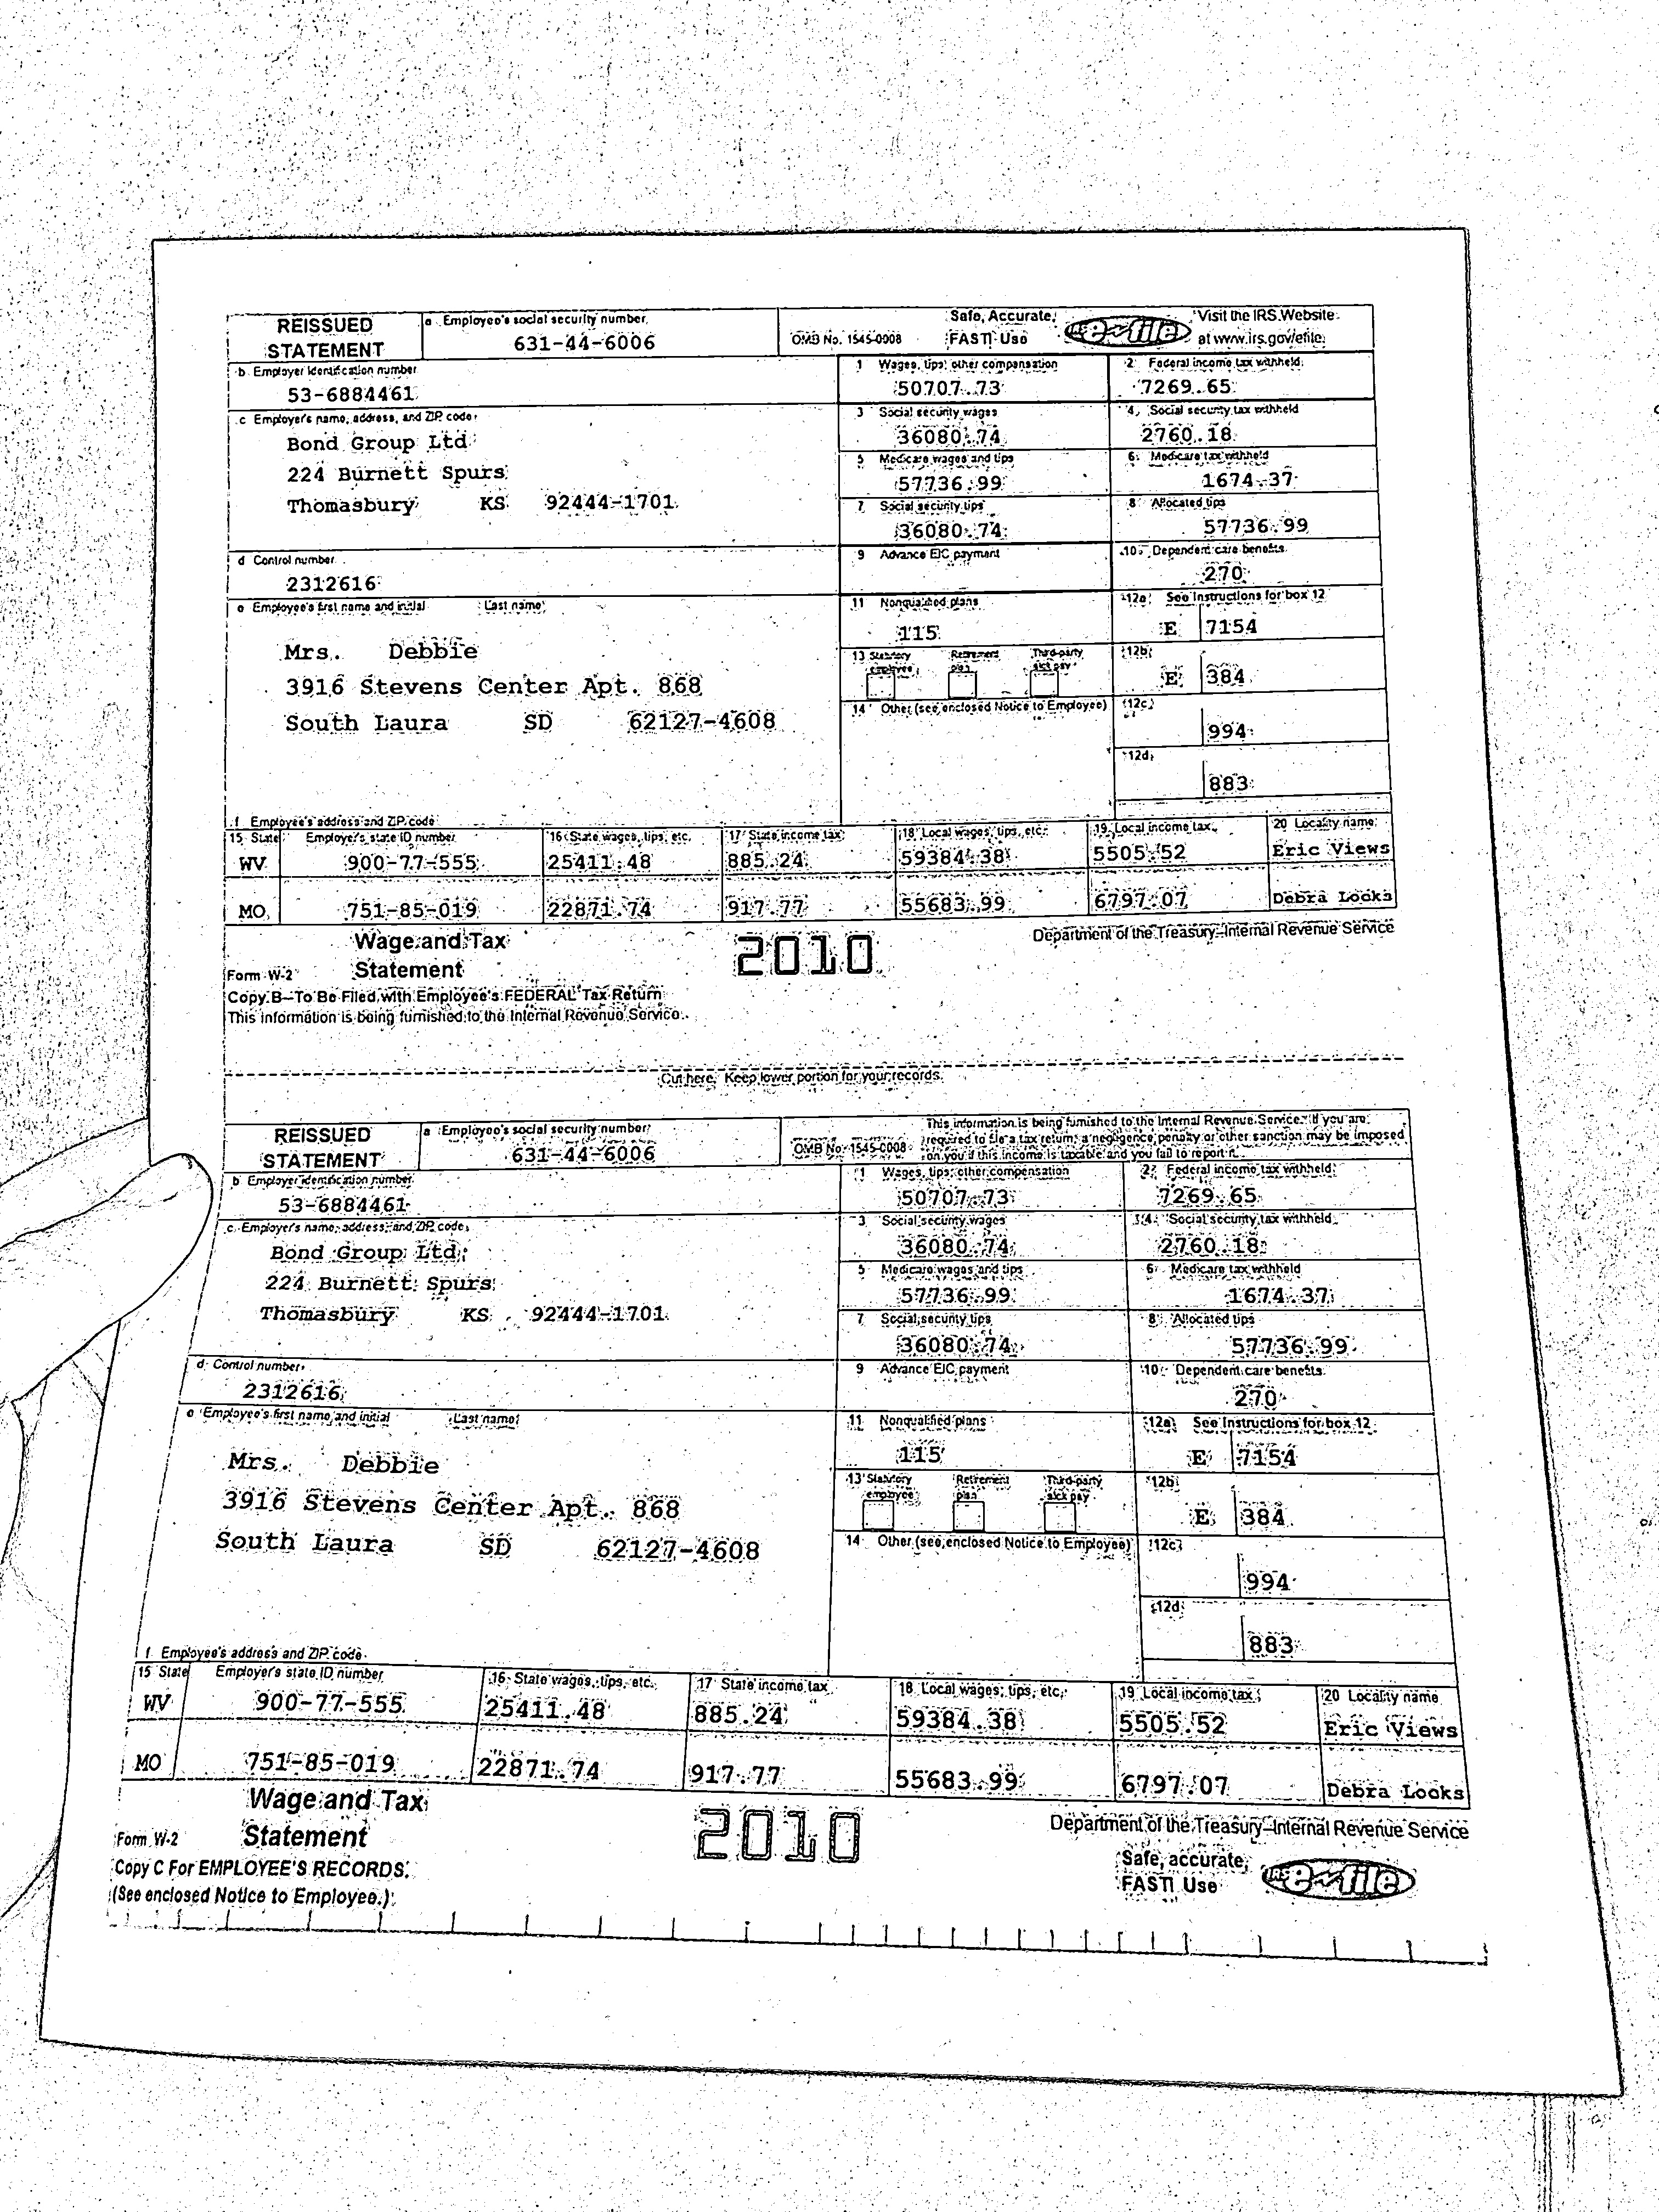 REISSUED STATEMENT
a Employee's social security number
631-44-6006
OMB No. 1545-0008
Safe, Accurate, FAST! Use
IRS e-file
Visit the IRS Website at www.irs.gov/efile.
b Employer identification number
53-6884461
1 Wages, tips, other compensation
50707.73
2 Federal income tax withheld
7269.65
c Employer's name, address, and ZIP code
Bond Group Ltd
224 Burnett Spurs
Thomasbury KS 92444-1701
3 Social security wages
36080.74
4 Social security tax withheld
2760.18
5 Medicare wages and tips
57736.99
6 Medicare tax withheld
1674.37
7 Social security tips
36080.74
8 Allocated tips
57736.99
d Control number
2312616
9 Advance EIC payment
10 Dependent care benefits
270
e Employee's first name and initial Last name
Mrs. Debbie
3916 Stevens Center Apt. 868
South Laura SD 62127-4608
11 Nonqualified plans
115
12a See Instructions for box 12
E 7154
13 Statutory employee Retirement plan Third-party sick pay
12b
E 384
14 Other (see enclosed Notice to Employee)
12c
994
12d
883
f Employee's address and ZIP code
15 State Employer's state ID number 16 State wages, tips, etc. 17 State income tax 18 Local wages, tips, etc. 19 Local income tax 20 Locality name
WV 900-77-555 25411.48 885.24 59384.38 5505.52 Eric Views
MO 751-85-019 22871.74 917.77 55683.99 6797.07 Debra Locks
Form W-2 Wage and Tax Statement
2010
Department of the Treasury-Internal Revenue Service
Copy B-To Be Filed with Employee's FEDERAL Tax Return
This information is being furnished to the Internal Revenue Service.
Cut here. Keep lower portion for your records.
REISSUED STATEMENT
a Employee's social security number
631-44-6006
OMB No. 1545-0008
This information is being furnished to the Internal Revenue Service. If you are
required to file a tax return, a negligence penalty or other sanction may be imposed
on you if this income is taxable and you fail to report it.
b Employer identification number
53-6884461
1 Wages, tips, other compensation
50707.73
2 Federal income tax withheld
7269.65
c Employer's name, address, and ZIP code
Bond Group Ltd
224 Burnett Spurs
Thomasbury KS 92444-1701
3 Social security wages
36080.74
4 Social security tax withheld
2760.18
5 Medicare wages and tips
57736.99
6 Medicare tax withheld
1674.37
7 Social security tips
36080.74
8 Allocated tips
57736.99
d Control number
2312616
9 Advance EIC payment
10 Dependent care benefits
270
e Employee's first name and initial Last name
Mrs. Debbie
3916 Stevens Center Apt. 868
South Laura SD 62127-4608
11 Nonqualified plans
115
12a See Instructions for box 12
E 7154
13 Statutory employee Retirement plan Third-party sick pay
12b
E 384
14 Other (see enclosed Notice to Employee)
12c
994
12d
883
f Employee's address and ZIP code
15 State Employer's state ID number 16 State wages, tips, etc. 17 State income tax 18 Local wages, tips, etc. 19 Local income tax 20 Locality name
WV 900-77-555 25411.48 885.24 59384.38 5505.52 Eric Views
MO 751-85-019 22871.74 917.77 55683.99 6797.07 Debra Locks
Form W-2 Wage and Tax Statement
2010
Department of the Treasury-Internal Revenue Service
Copy C For EMPLOYEE'S RECORDS.
(See enclosed Notice to Employee.)
Safe, accurate, FAST! Use
IRS e-file